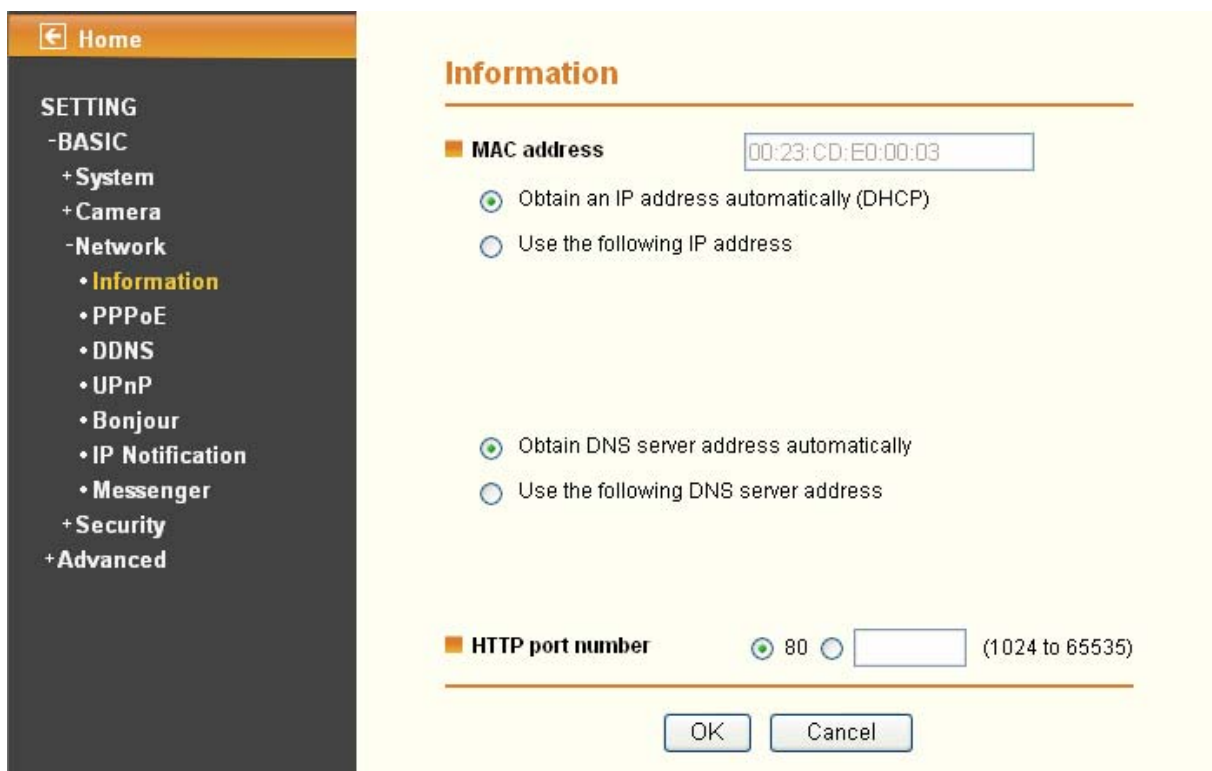 Home
SETTING
-BASIC
+System
+Camera
-Network
•Information
•PPPoE
•DDNS
•UPnP
•Bonjour
•IP Notification
•Messenger
+Security
+Advanced
Information
MAC address 00:23:CD:E0:00:03
Obtain an IP address automatically (DHCP)
Use the following IP address
Obtain DNS server address automatically
Use the following DNS server address
HTTP port number 80 (1024 to 65535)
OK Cancel